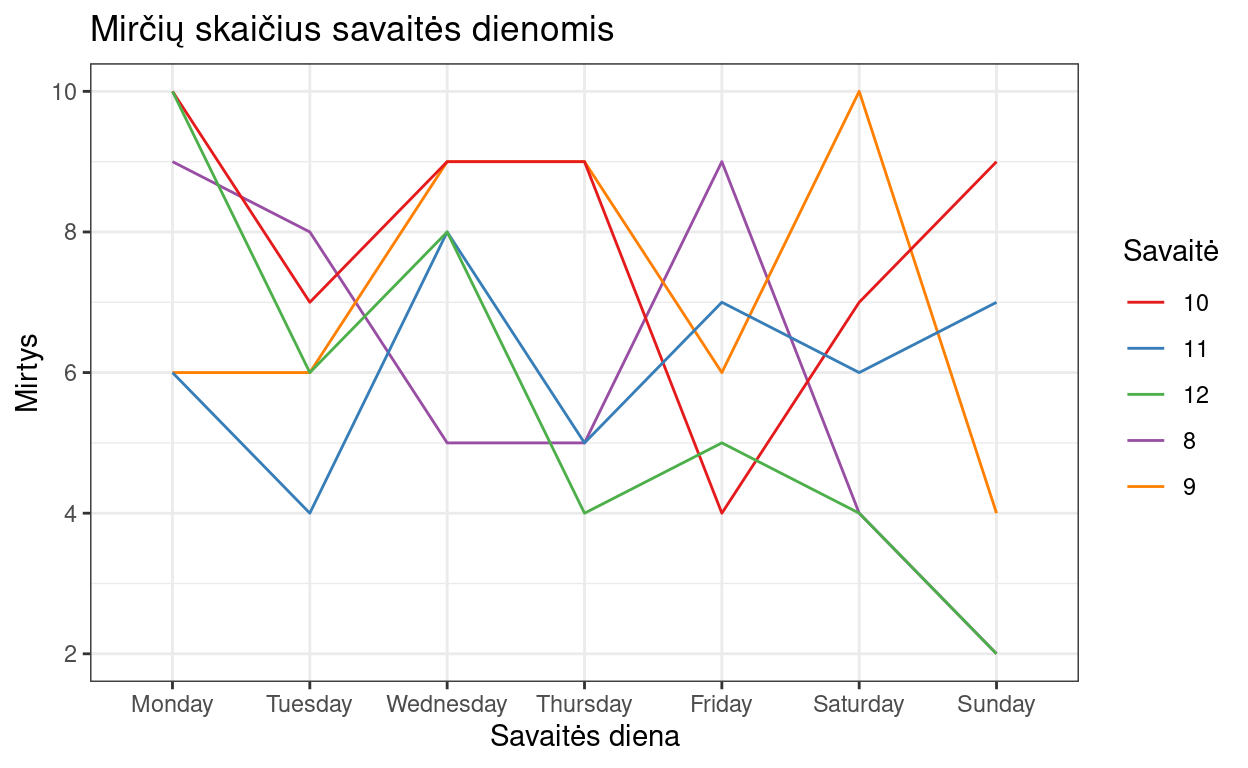 Mirčių skaičius savaitės dienomis
Mirtys
10
8
6
4
2
Monday Tuesday Wednesday Thursday Friday Saturday Sunday
Savaitės diena
Savaitė
10
11
12
8
9